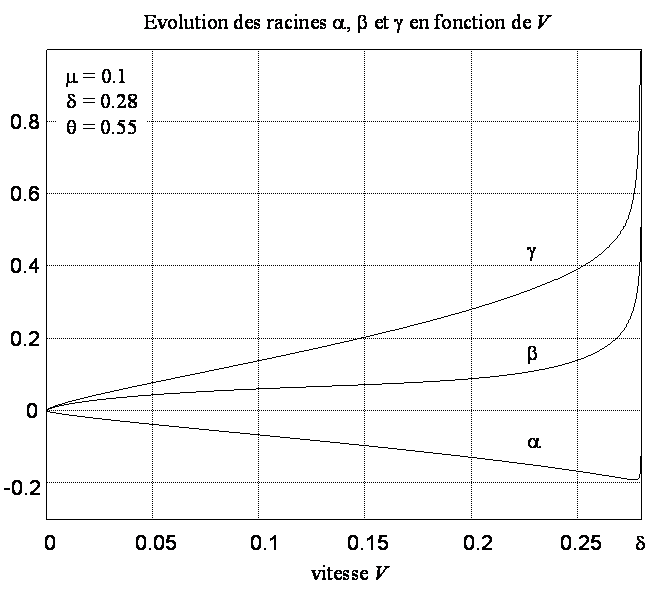 Evolution des racines α, β et γ en fonction de V
μ = 0.1
δ = 0.28
θ = 0.55
0.8
0.6
γ
0.4
0.2
β
0
α
-0.2
0 0.05 0.1 0.15 0.2 0.25 δ
vitesse V